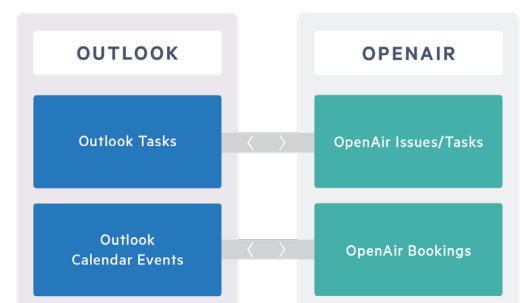 OUTLOOK
OPENAIR
Outlook Tasks
OpenAir Issues/Tasks
Outlook
Calendar Events
OpenAir Bookings